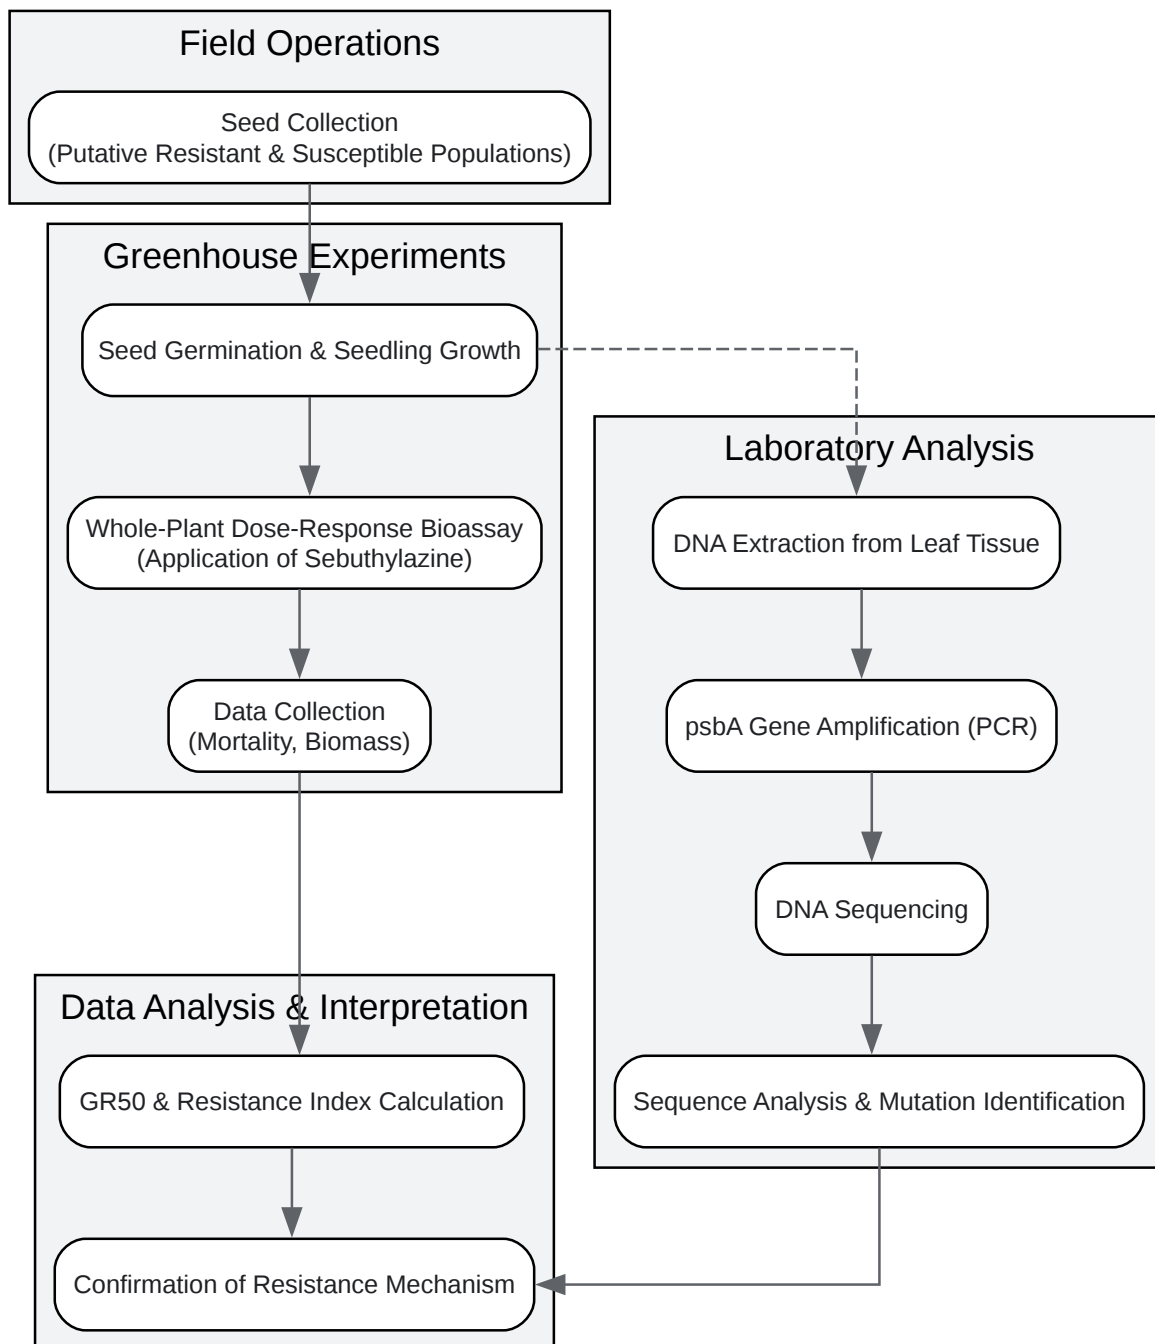 Field Operations
Seed Collection
(Putative Resistant & Susceptible Populations)
Greenhouse Experiments
Seed Germination & Seedling Growth
Whole-Plant Dose-Response Bioassay
(Application of Sebuthylazine)
Data Collection
(Mortality, Biomass)
Laboratory Analysis
DNA Extraction from Leaf Tissue
psbA Gene Amplification (PCR)
DNA Sequencing
Sequence Analysis & Mutation Identification
Data Analysis & Interpretation
GR50 & Resistance Index Calculation
Confirmation of Resistance Mechanism